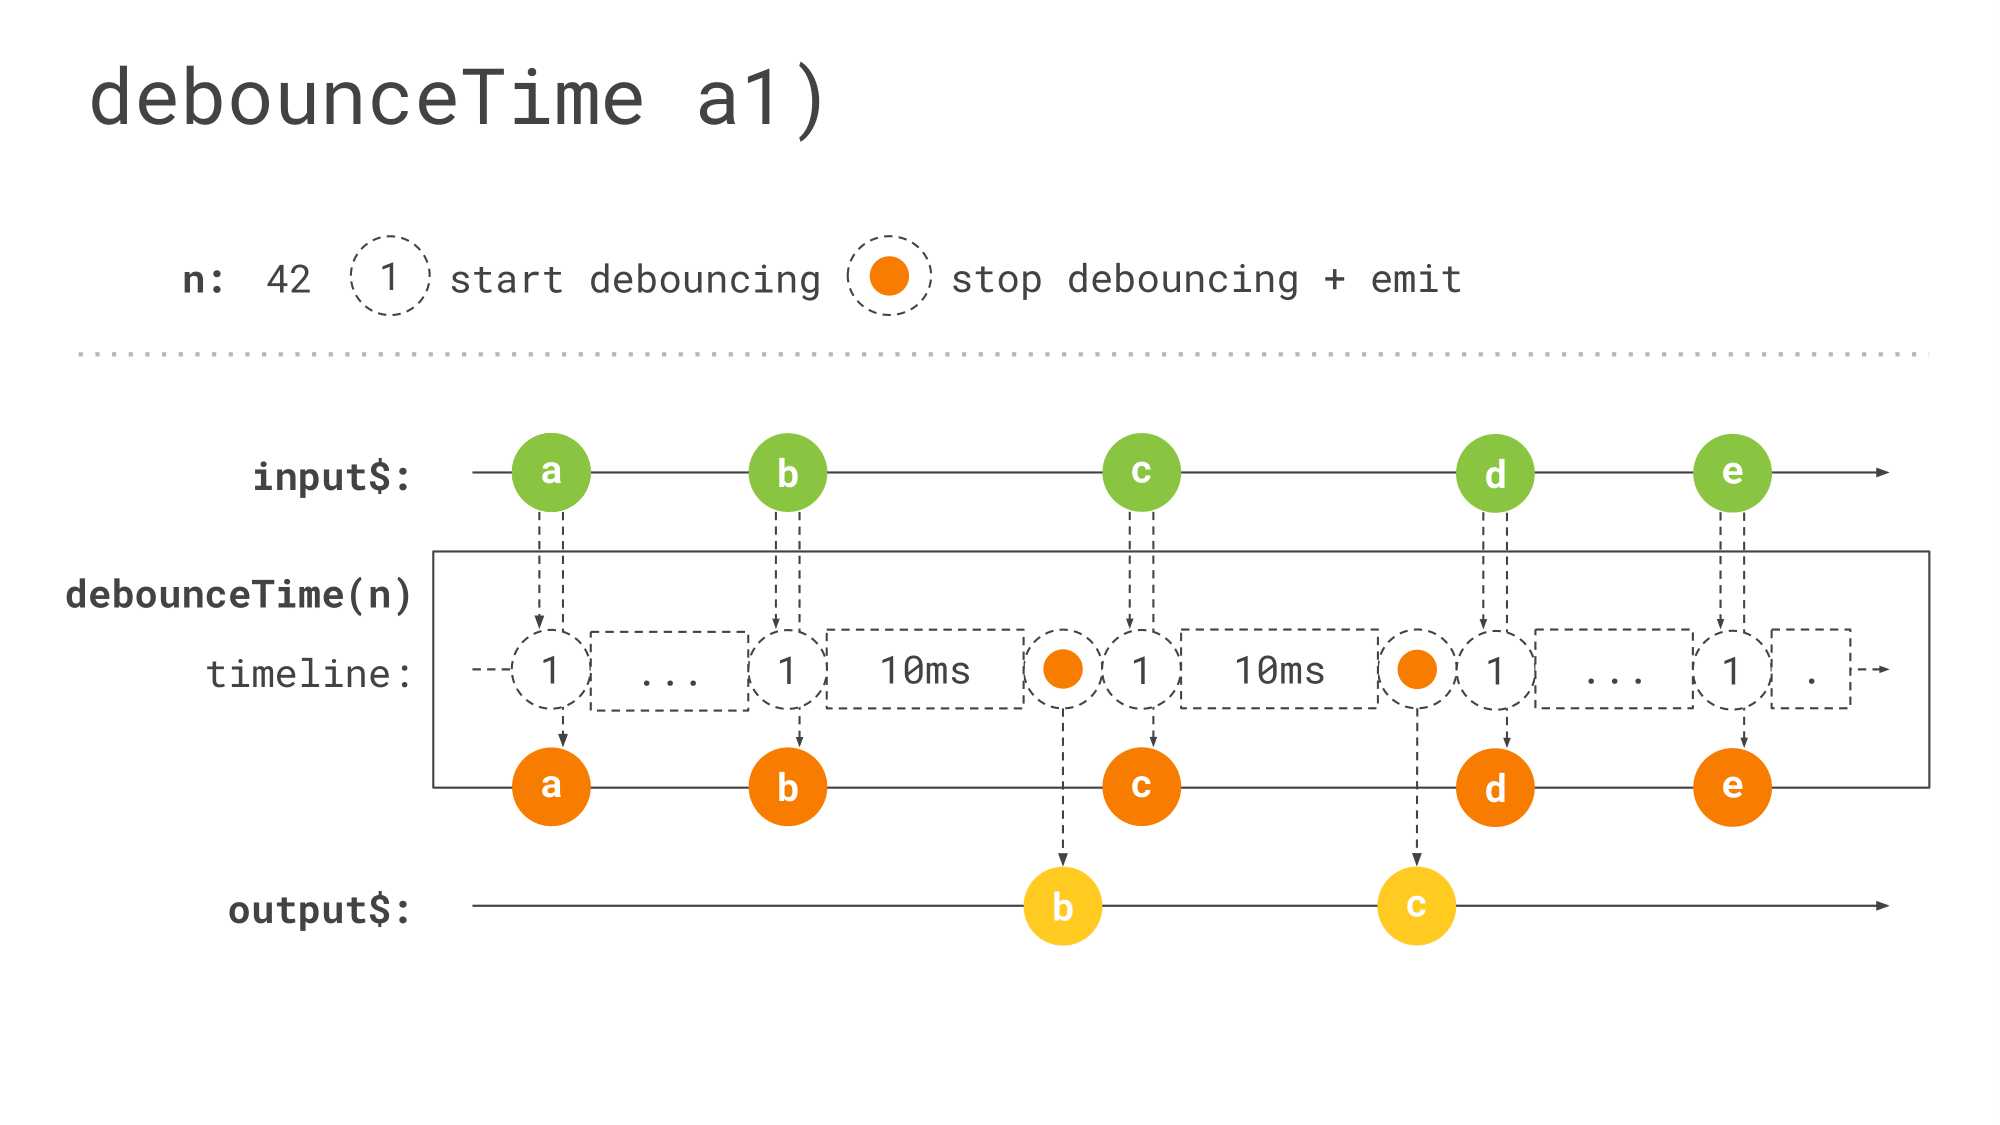 debounceTime a1)
n: 42 1 start debouncing stop debouncing + emit
input$: a b c d e
debounceTime(n)
timeline: 1 ... 1 10ms 1 10ms 1 ... 1 .
a b c d e
output$: b c